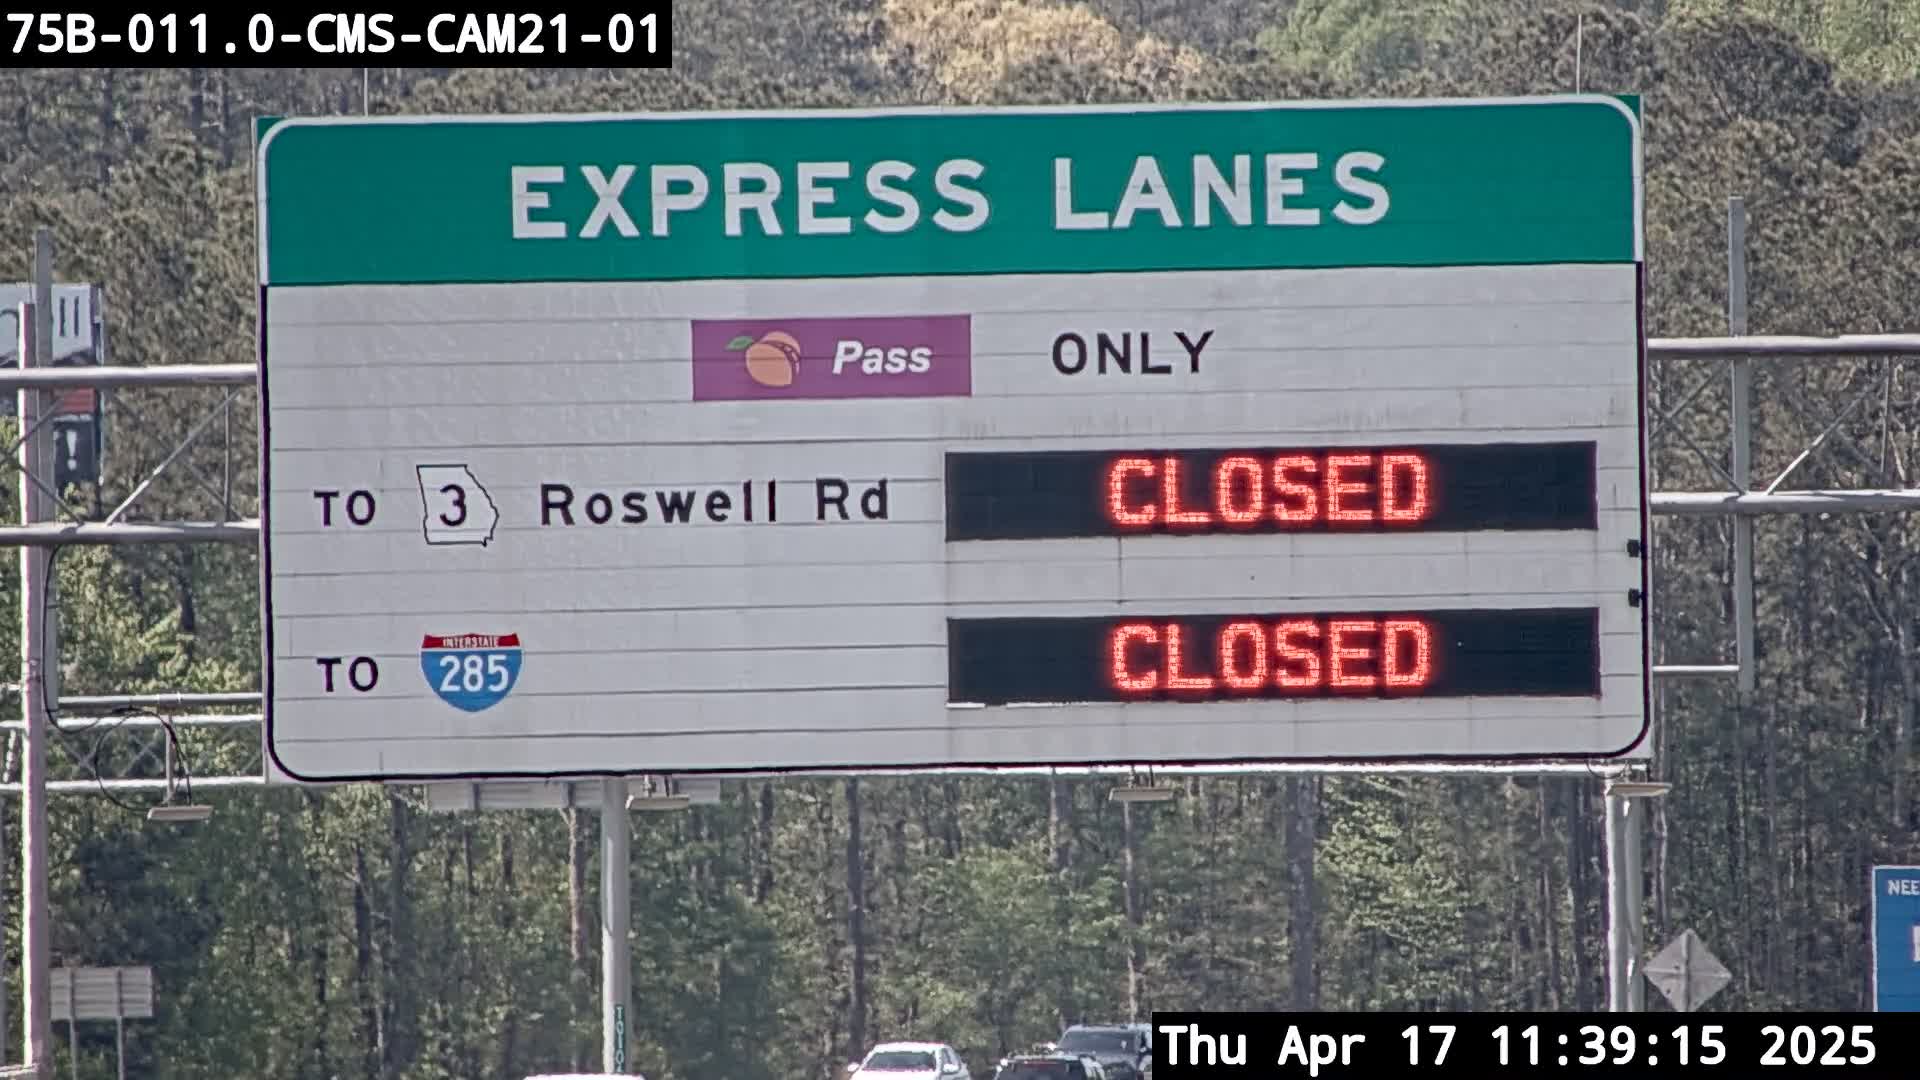 75B-011.0-CMS-CAM21-01
EXPRESS LANES
Pass ONLY
TO 3 Roswell Rd CLOSED
INTERSTATE
TO 285 CLOSED
NEE
Thu Apr 17 11:39:15 2025